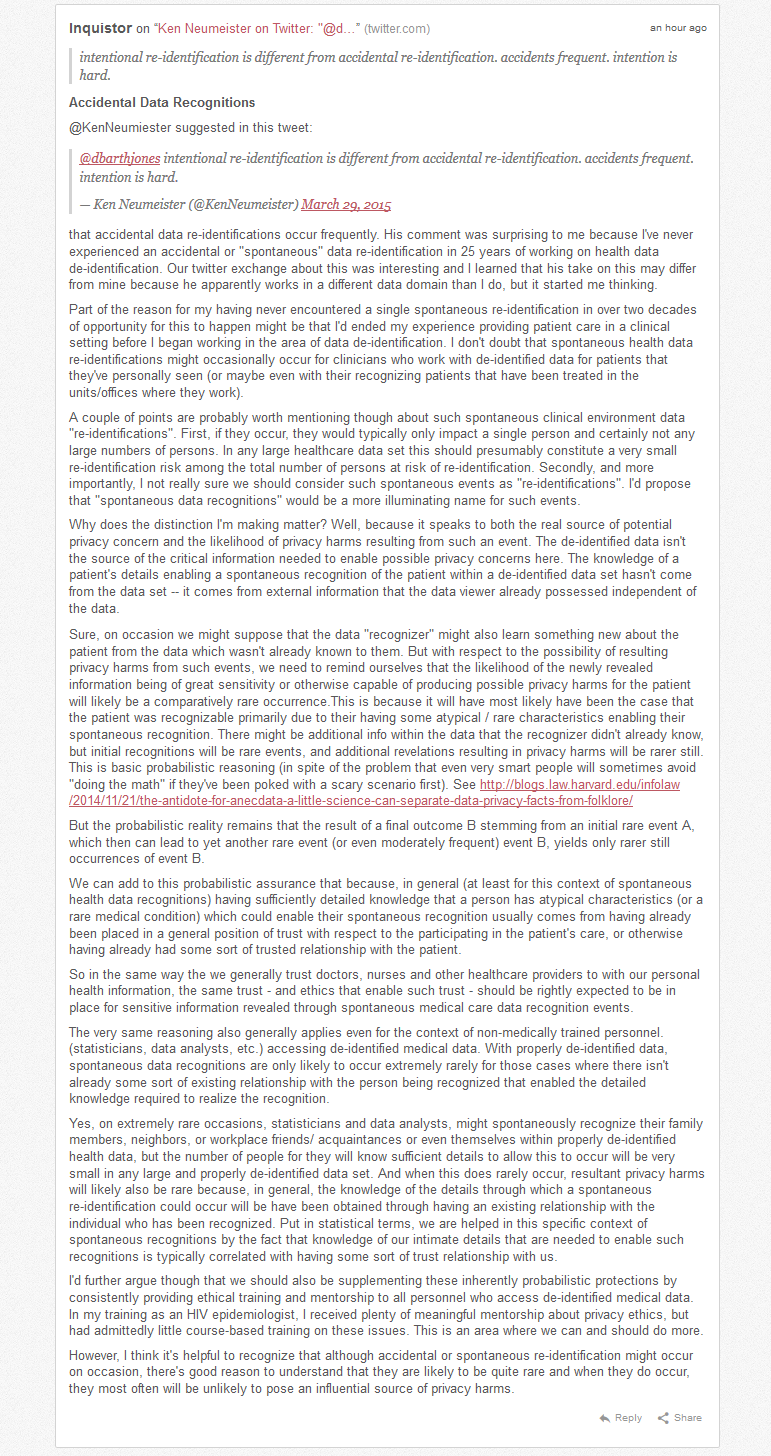 Inquistor on “Ken Neumeister on Twitter: "@d…” (twitter.com)
an hour ago
intentional re-identification is different from accidental re-identification. accidents frequent. intention is
hard.
Accidental Data Recognitions
@KenNeumiester suggested in this tweet:
@dbarthjones intentional re-identification is different from accidental re-identification. accidents frequent.
intention is hard.
— Ken Neumeister (@KenNeumeister) March 29, 2015
that accidental data re-identifications occur frequently. His comment was surprising to me because I've never
experienced an accidental or "spontaneous" data re-identification in 25 years of working on health data
de-identification. Our twitter exchange about this was interesting and I learned that his take on this may differ
from mine because he apparently works in a different data domain than I do, but it started me thinking.
Part of the reason for my having never encountered a single spontaneous re-identification in over two decades
of opportunity for this to happen might be that I'd ended my experience providing patient care in a clinical
setting before I began working in the area of data de-identification. I don't doubt that spontaneous health data
re-identifications might occasionally occur for clinicians who work with de-identified data for patients that
they've personally seen (or maybe even with their recognizing patients that have been treated in the
units/offices where they work).
A couple of points are probably worth mentioning though about such spontaneous clinical environment data
"re-identifications". First, if they occur, they would typically only impact a single person and certainly not any
large numbers of persons. In any large healthcare data set this should presumably constitute a very small
re-identification risk among the total number of persons at risk of re-identification. Secondly, and more
importantly, I not really sure we should consider such spontaneous events as "re-identifications". I'd propose
that "spontaneous data recognitions" would be a more illuminating name for such events.
Why does the distinction I'm making matter? Well, because it speaks to both the real source of potential
privacy concern and the likelihood of privacy harms resulting from such an event. The de-identified data isn't
the source of the critical information needed to enable possible privacy concerns here. The knowledge of a
patient's details enabling a spontaneous recognition of the patient within a de-identified data set hasn't come
from the data set -- it comes from external information that the data viewer already possessed independent of
the data.
Sure, on occasion we might suppose that the data "recognizer" might also learn something new about the
patient from the data which wasn't already known to them. But with respect to the possibility of resulting
privacy harms from such events, we need to remind ourselves that the likelihood of the newly revealed
information being of great sensitivity or otherwise capable of producing possible privacy harms for the patient
will likely be a comparatively rare occurrence.This is because it will have most likely have been the case that
the patient was recognizable primarily due to their having some atypical / rare characteristics enabling their
spontaneous recognition. There might be additional info within the data that the recognizer didn't already know,
but initial recognitions will be rare events, and additional revelations resulting in privacy harms will be rarer still.
This is basic probabilistic reasoning (in spite of the problem that even very smart people will sometimes avoid
"doing the math" if they've been poked with a scary scenario first). See http://blogs.law.harvard.edu/infolaw
/2014/11/21/the-antidote-for-anecdata-a-little-science-can-separate-data-privacy-facts-from-folklore/
But the probabilistic reality remains that the result of a final outcome B stemming from an initial rare event A,
which then can lead to yet another rare event (or even moderately frequent) event B, yields only rarer still
occurrences of event B.
We can add to this probabilistic assurance that because, in general (at least for this context of spontaneous
health data recognitions) having sufficiently detailed knowledge that a person has atypical characteristics (or a
rare medical condition) which could enable their spontaneous recognition usually comes from having already
been placed in a general position of trust with respect to the participating in the patient's care, or otherwise
having already had some sort of trusted relationship with the patient.
So in the same way the we generally trust doctors, nurses and other healthcare providers to with our personal
health information, the same trust - and ethics that enable such trust - should be rightly expected to be in
place for sensitive information revealed through spontaneous medical care data recognition events.
The very same reasoning also generally applies even for the context of non-medically trained personnel.
(statisticians, data analysts, etc.) accessing de-identified medical data. With properly de-identified data,
spontaneous data recognitions are only likely to occur extremely rarely for those cases where there isn't
already some sort of existing relationship with the person being recognized that enabled the detailed
knowledge required to realize the recognition.
Yes, on extremely rare occasions, statisticians and data analysts, might spontaneously recognize their family
members, neighbors, or workplace friends/ acquaintances or even themselves within properly de-identified
health data, but the number of people for they will know sufficient details to allow this to occur will be very
small in any large and properly de-identified data set. And when this does rarely occur, resultant privacy harms
will likely also be rare because, in general, the knowledge of the details through which a spontaneous
re-identification could occur will be have been obtained through having an existing relationship with the
individual who has been recognized. Put in statistical terms, we are helped in this specific context of
spontaneous recognitions by the fact that knowledge of our intimate details that are needed to enable such
recognitions is typically correlated with having some sort of trust relationship with us.
I'd further argue though that we should also be supplementing these inherently probabilistic protections by
consistently providing ethical training and mentorship to all personnel who access de-identified medical data.
In my training as an HIV epidemiologist, I received plenty of meaningful mentorship about privacy ethics, but
had admittedly little course-based training on these issues. This is an area where we can and should do more.
However, I think it's helpful to recognize that although accidental or spontaneous re-identification might occur
on occasion, there's good reason to understand that they are likely to be quite rare and when they do occur,
they most often will be unlikely to pose an influential source of privacy harms.
Reply Share